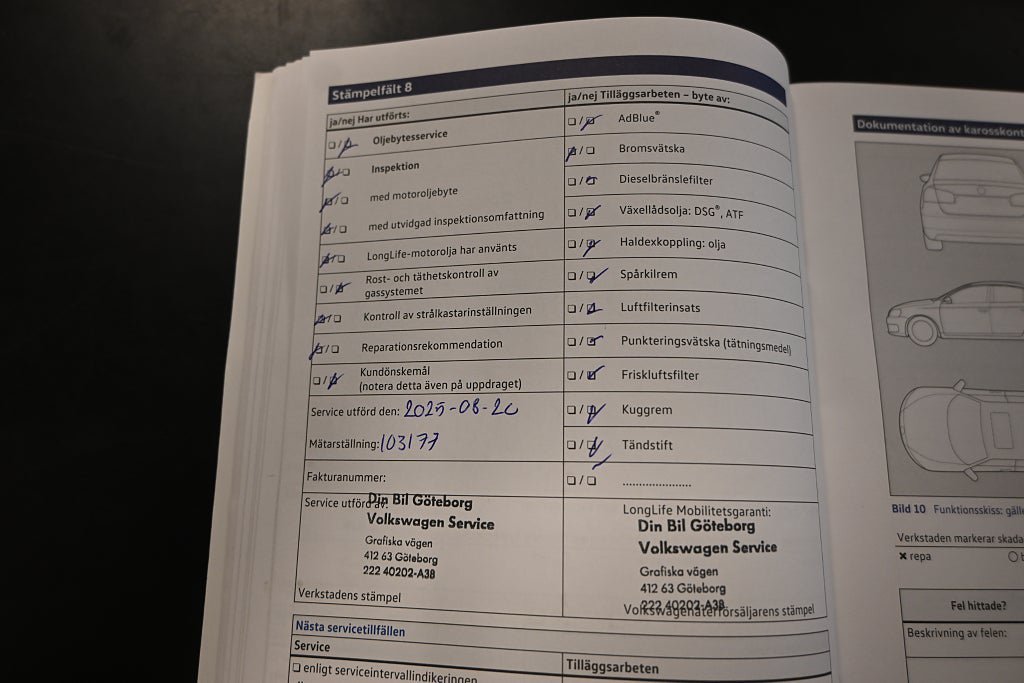 Stämpelfält 8
ja/nej Har utförts:
Oljebytesservice
Inspektion
med motoroljebyte
med utvidgad inspektionsomfattning
LongLife-motorolja har använts
Rost- och täthetskontroll av
gassystemet
Kontroll av strålkastarinställningen
Reparationsrekommendation
Kundönskemål
(notera detta även på uppdraget)
Service utförd den: 2025-08-20
Mätarställning: 103177
Fakturanummer:
Service utförd av:
Din Bil Göteborg
Volkswagen Service
Grafiska vägen
412 63 Göteborg
222 40202-A38
Verkstadens stämpel
ja/nej Tilläggsarbeten – byte av:
AdBlue®
Bromsvätska
Dieselbränslefilter
Växellådsolja: DSG®, ATF
Haldexkoppling: olja
Spårkilrem
Luftfilterinsats
Punkteringsvätska (tätningsmedel)
Friskluftsfilter
Kuggrem
Tändstift
.....................
LongLife Mobilitetsgaranti:
Din Bil Göteborg
Volkswagen Service
Grafiska vägen
412 63 Göteborg
222 40202-A38
Volkswagenåterförsäljarens stämpel
Nästa servicetillfällen
Service
Tilläggsarbeten
enligt serviceintervallindikeringen
Dokumentation av
Bild 10 Funktionsskiss:
Verkstaden markerar
✖ repa
Fel hittade?
Beskrivning av felen: